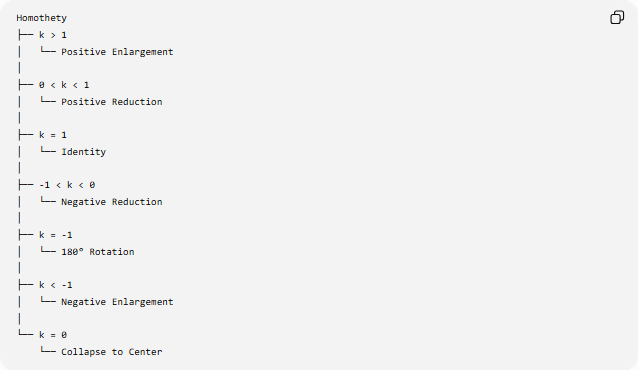 Homothety
├── k > 1
│   └── Positive Enlargement
│
├── 0 < k < 1
│   └── Positive Reduction
│
├── k = 1
│   └── Identity
│
├── -1 < k < 0
│   └── Negative Reduction
│
├── k = -1
│   └── 180° Rotation
│
├── k < -1
│   └── Negative Enlargement
│
└── k = 0
    └── Collapse to Center